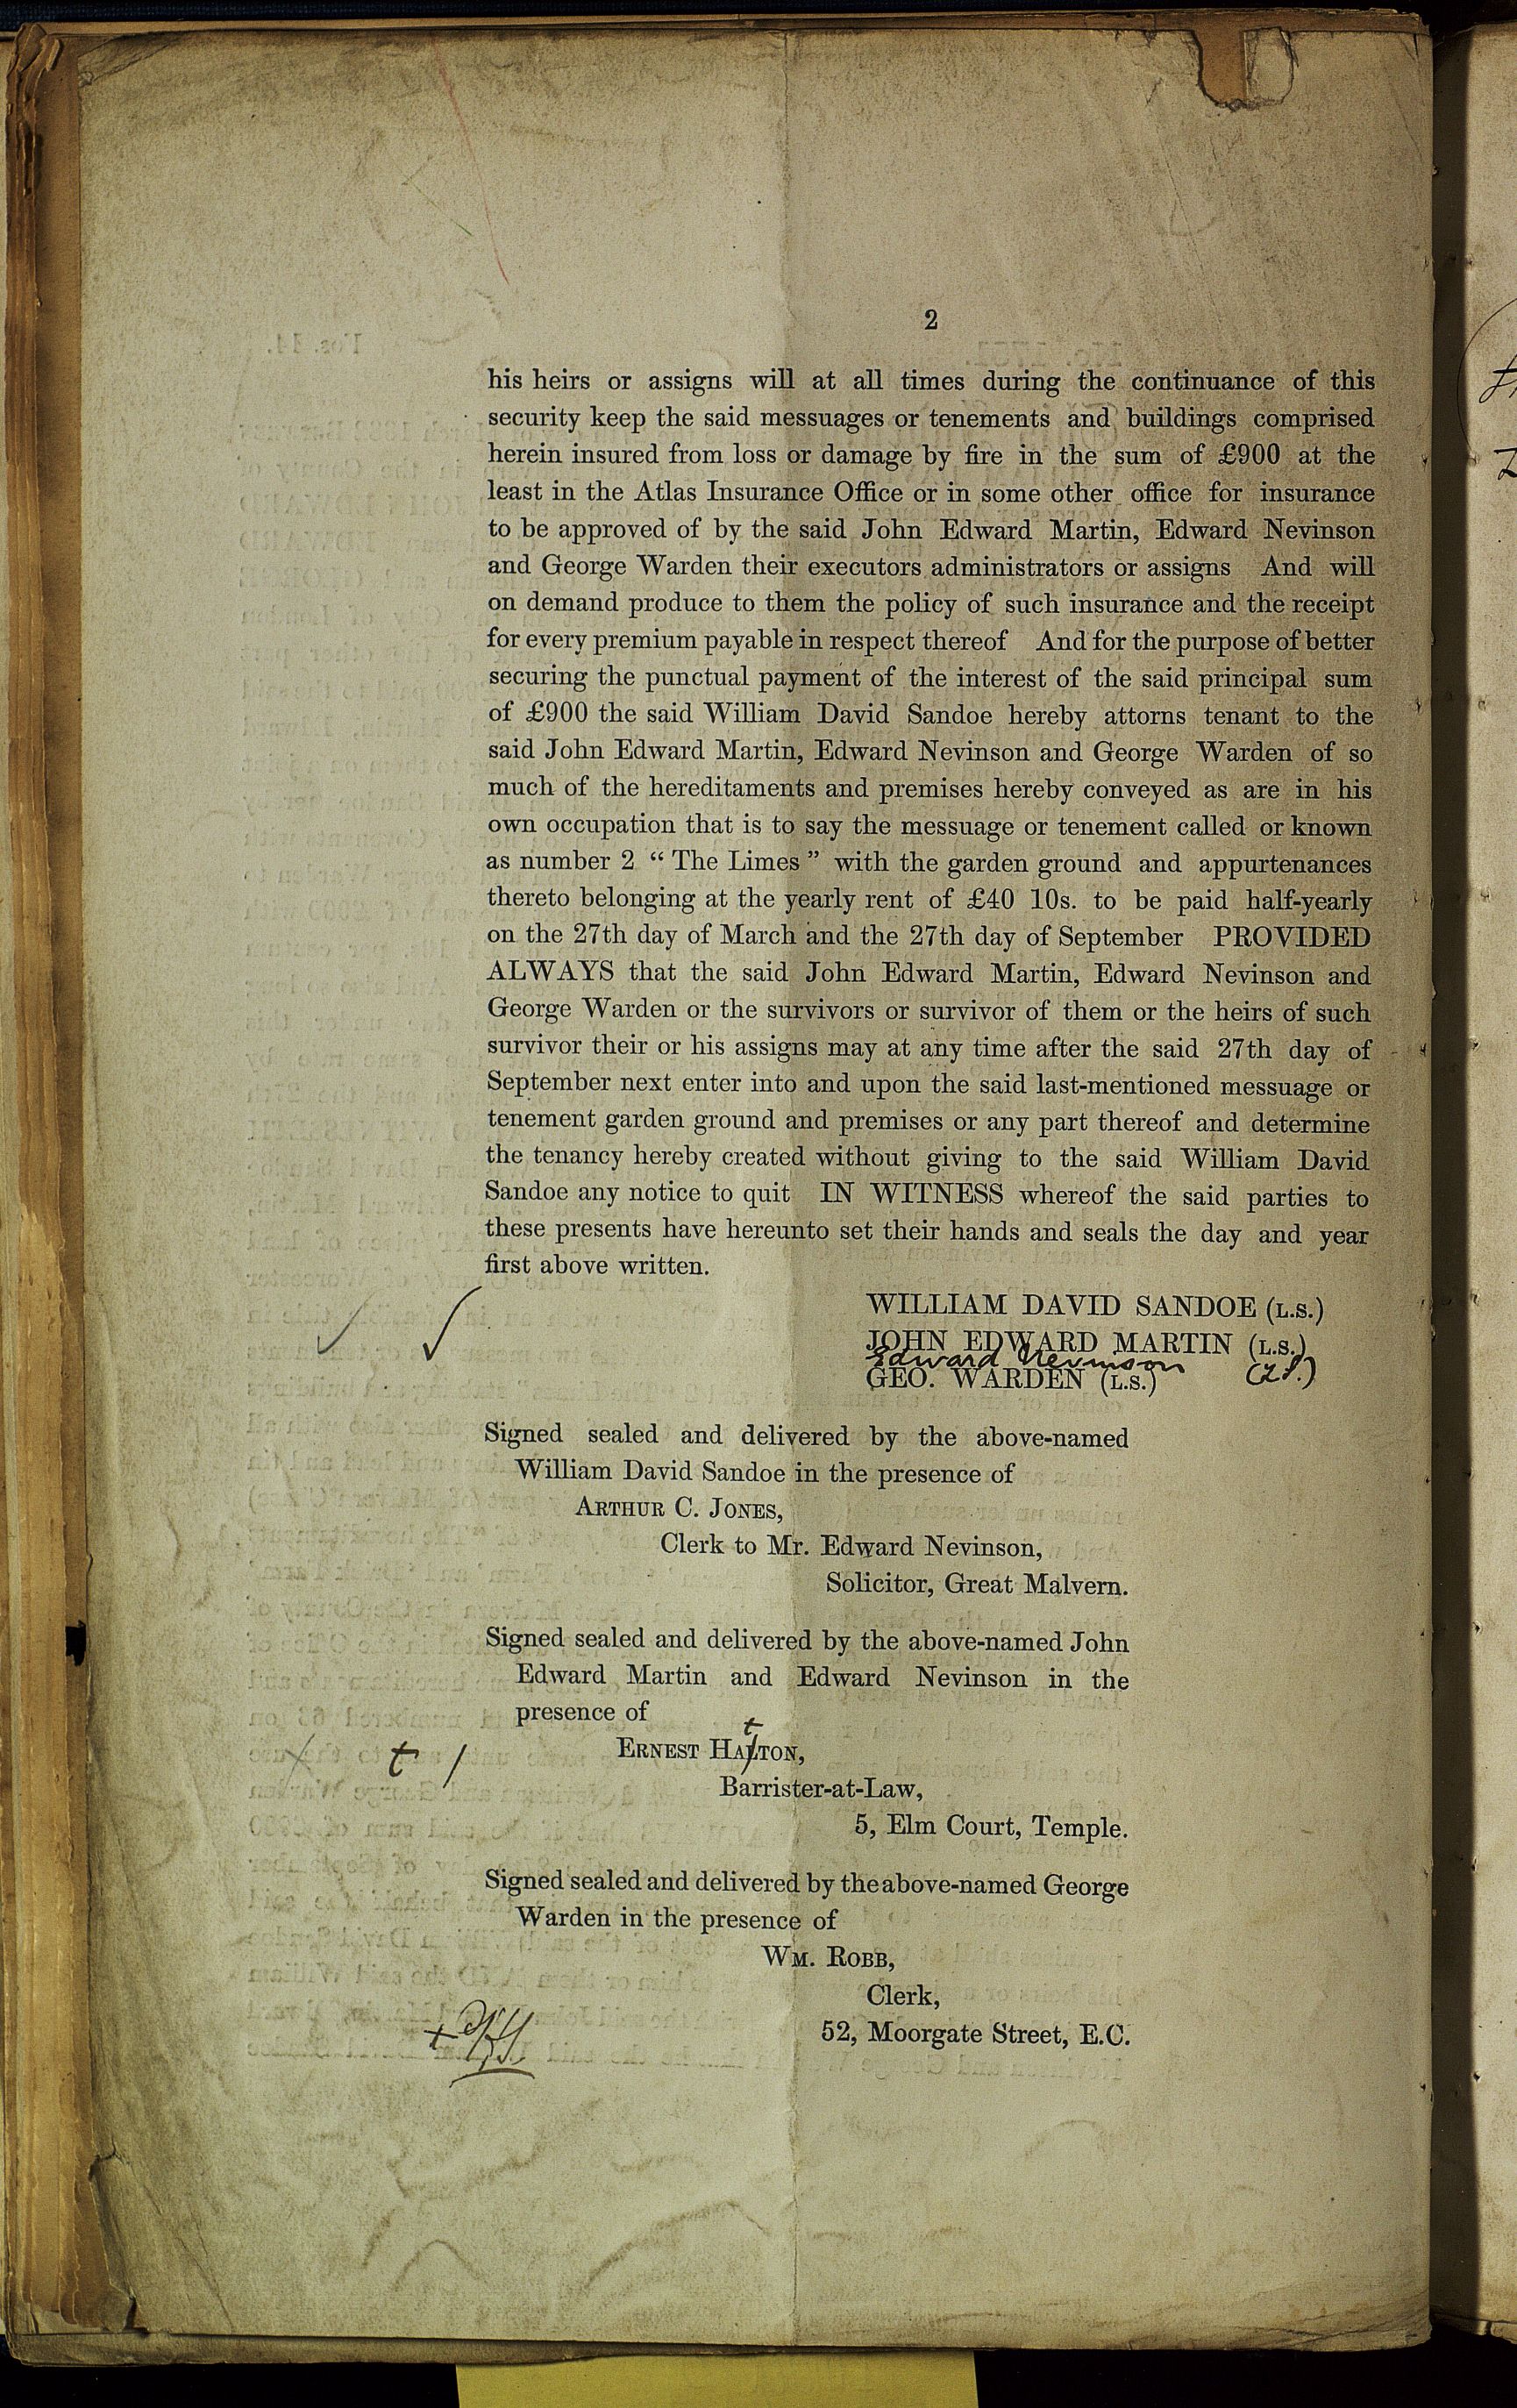 2
his heirs or assigns will at all times during the continuance of this
security keep the said messuages or tenements and buildings comprised
herein insured from loss or damage by fire in the sum of £900 at the
least in the Atlas Insurance Office or in some other office for insurance
to be approved of by the said John Edward Martin, Edward Nevinson
and George Warden their executors administrators or assigns And will
on demand produce to them the policy of such insurance and the receipt
for every premium payable in respect thereof And for the purpose of better
securing the punctual payment of the interest of the said principal sum
of £900 the said William David Sandoe hereby attorns tenant to the
said John Edward Martin, Edward Nevinson and George Warden of so
much of the hereditaments and premises hereby conveyed as are in his
own occupation that is to say the messuage or tenement called or known
as number 2 “ The Limes ” with the garden ground and appurtenances
thereto belonging at the yearly rent of £40 10s. to be paid half-yearly
on the 27th day of March and the 27th day of September PROVIDED
ALWAYS that the said John Edward Martin, Edward Nevinson and
George Warden or the survivors or survivor of them or the heirs of such
survivor their or his assigns may at any time after the said 27th day of
September next enter into and upon the said last-mentioned messuage or
tenement garden ground and premises or any part thereof and determine
the tenancy hereby created without giving to the said William David
Sandoe any notice to quit IN WITNESS whereof the said parties to
these presents have hereunto set their hands and seals the day and year
first above written.
WILLIAM DAVID SANDOE (L.S.)
JOHN EDWARD MARTIN (L.S.)
Edward Nevinson (L.S.)
GEO. WARDEN (L.S.)
Signed sealed and delivered by the above-named
William David Sandoe in the presence of
ARTHUR C. JONES,
Clerk to Mr. Edward Nevinson,
Solicitor, Great Malvern.
Signed sealed and delivered by the above-named John
Edward Martin and Edward Nevinson in the
presence of
t
ERNEST HALTON,
t /
Barrister-at-Law,
5, Elm Court, Temple.
Signed sealed and delivered by the above-named George
Warden in the presence of
WM. ROBB,
Clerk,
52, Moorgate Street, E.C.